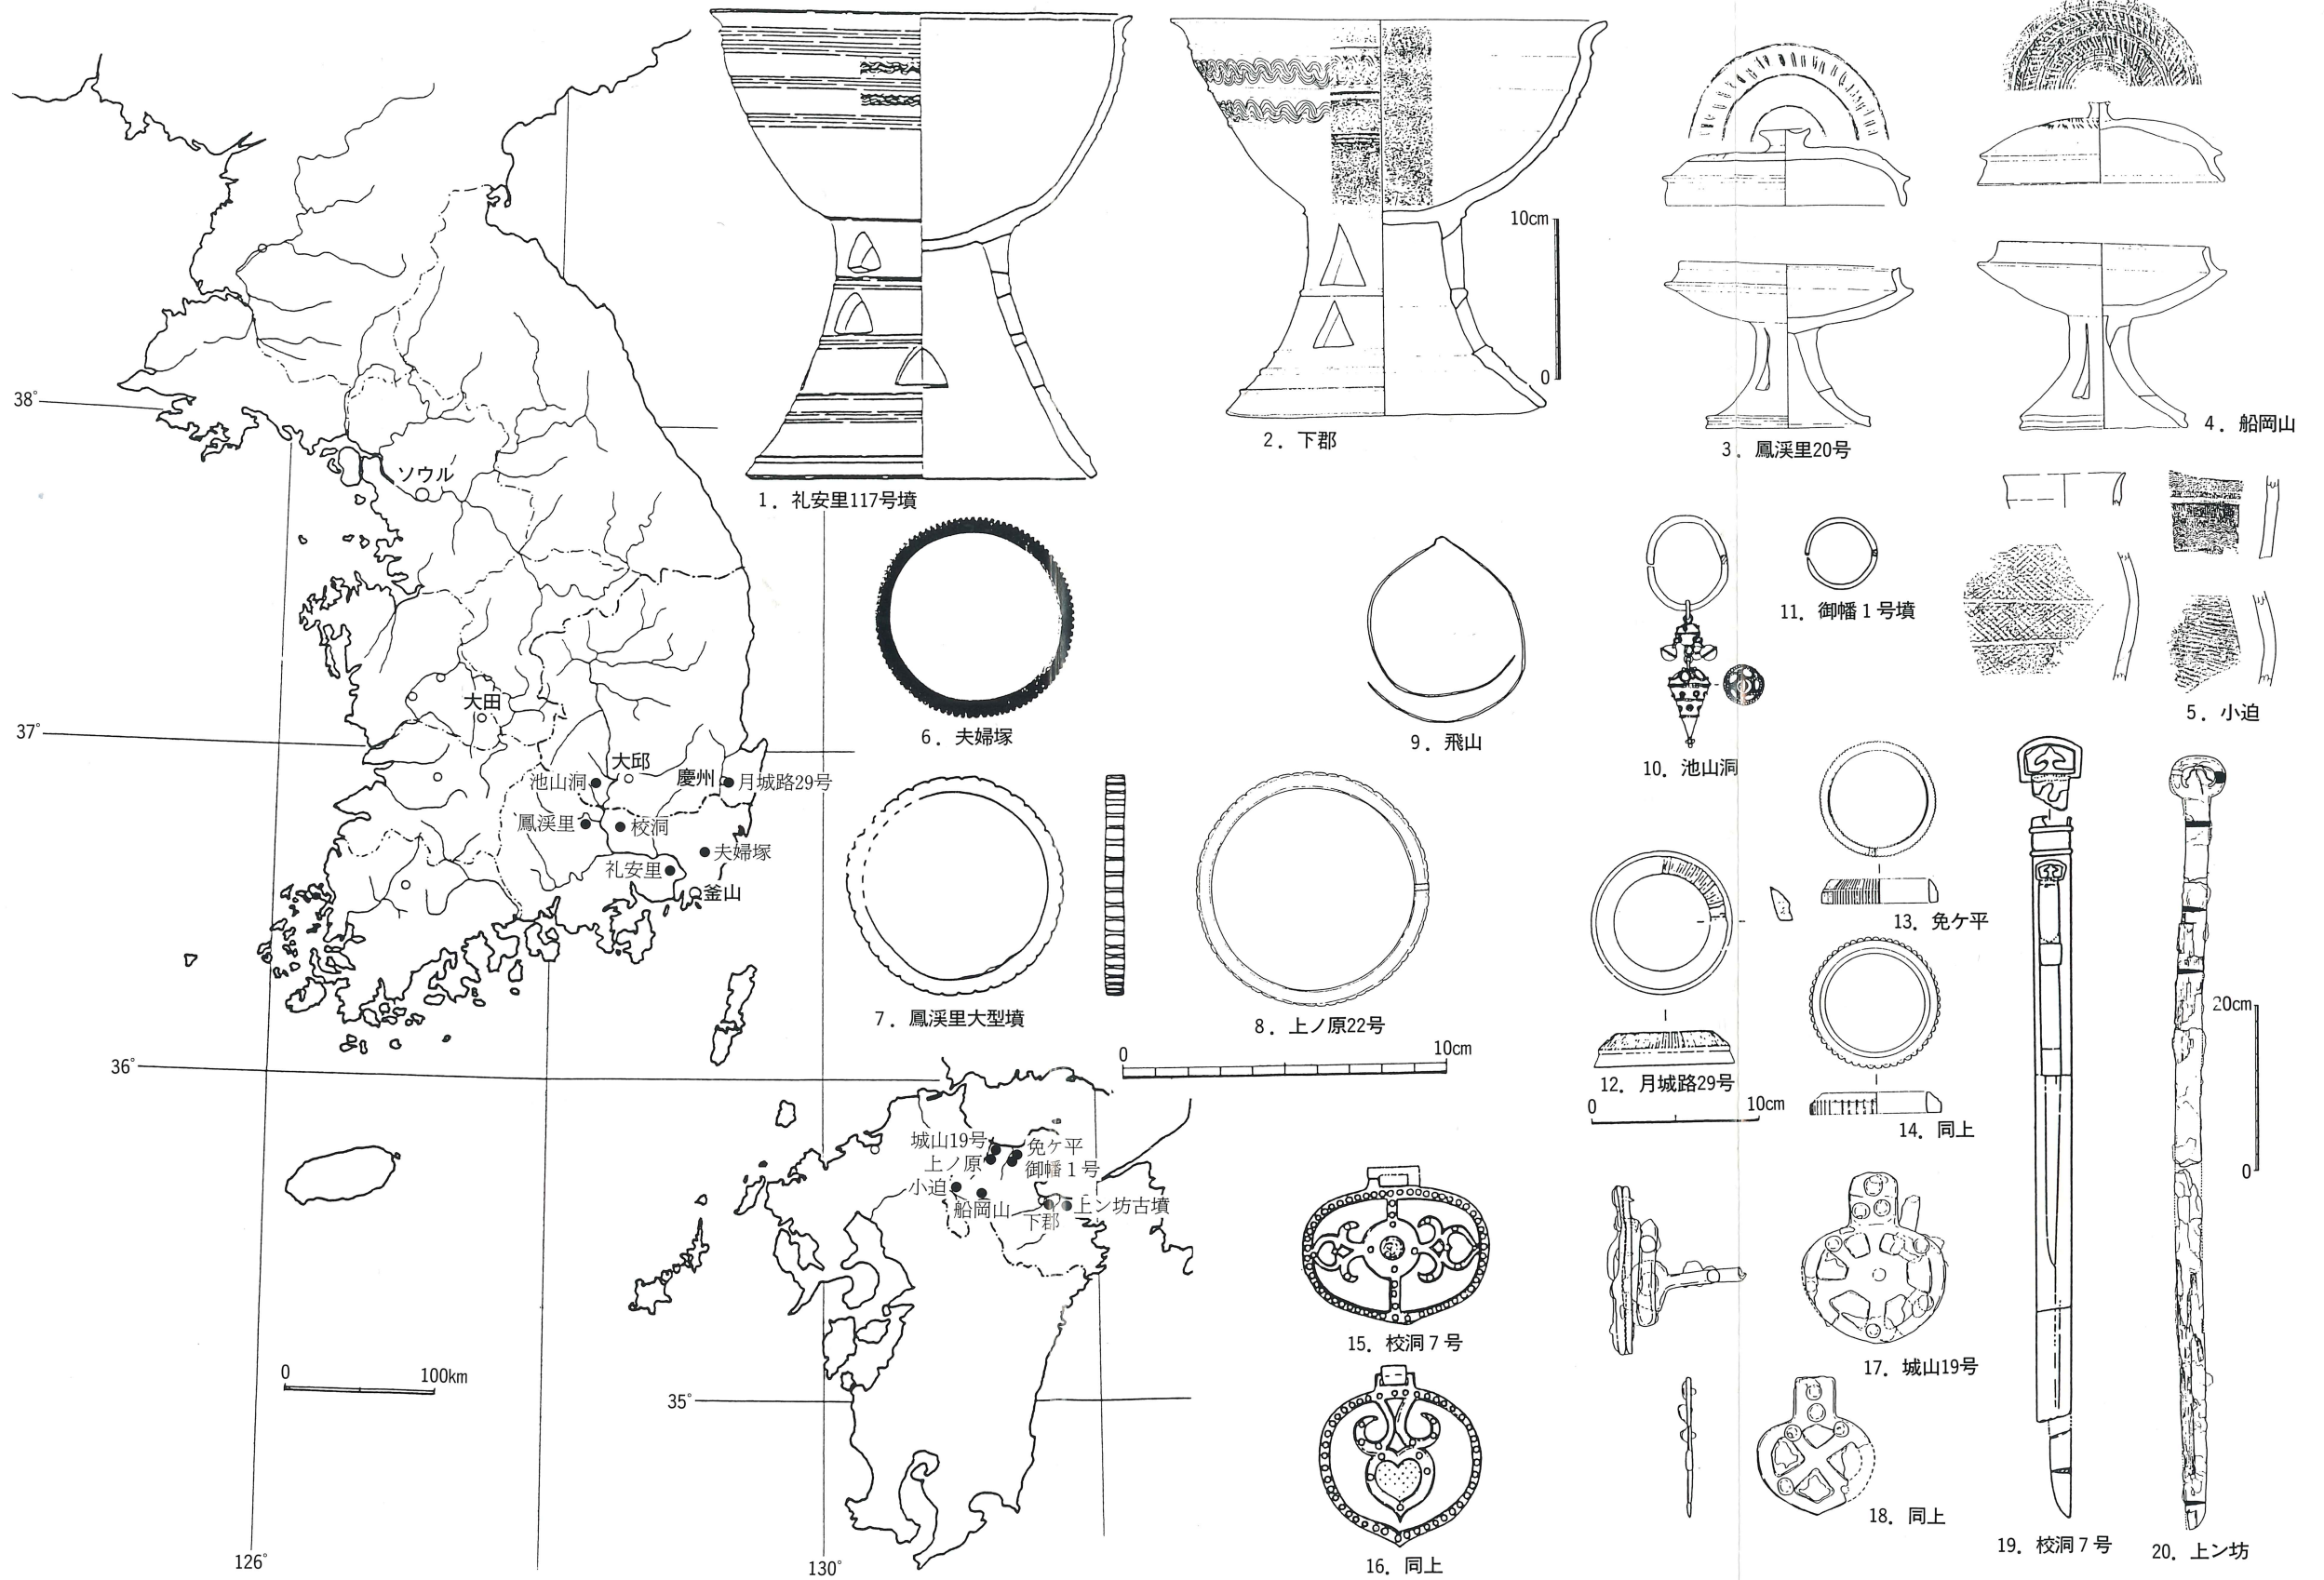 38°
37°
36°
35°
126°
130°
ソウル
大田
大邱
慶州
月城路29号
池山洞
鳳渓里
校洞
夫婦塚
礼安里
釜山
0 100km
城山19号
上ノ原
免ケ平
御幡1号
小迫
船岡山
下郡
上ン坊古墳
1．礼安里117号墳
2．下郡
10cm
0
3．鳳渓里20号
4．船岡山
5．小迫
6．夫婦塚
7．鳳渓里大型墳
8．上ノ原22号
0 10cm
9．飛山
10．池山洞
11．御幡1号墳
12．月城路29号
0 10cm
13．免ケ平
14．同上
15．校洞7号
16．同上
17．城山19号
18．同上
19．校洞7号
20．上ン坊
20cm
0